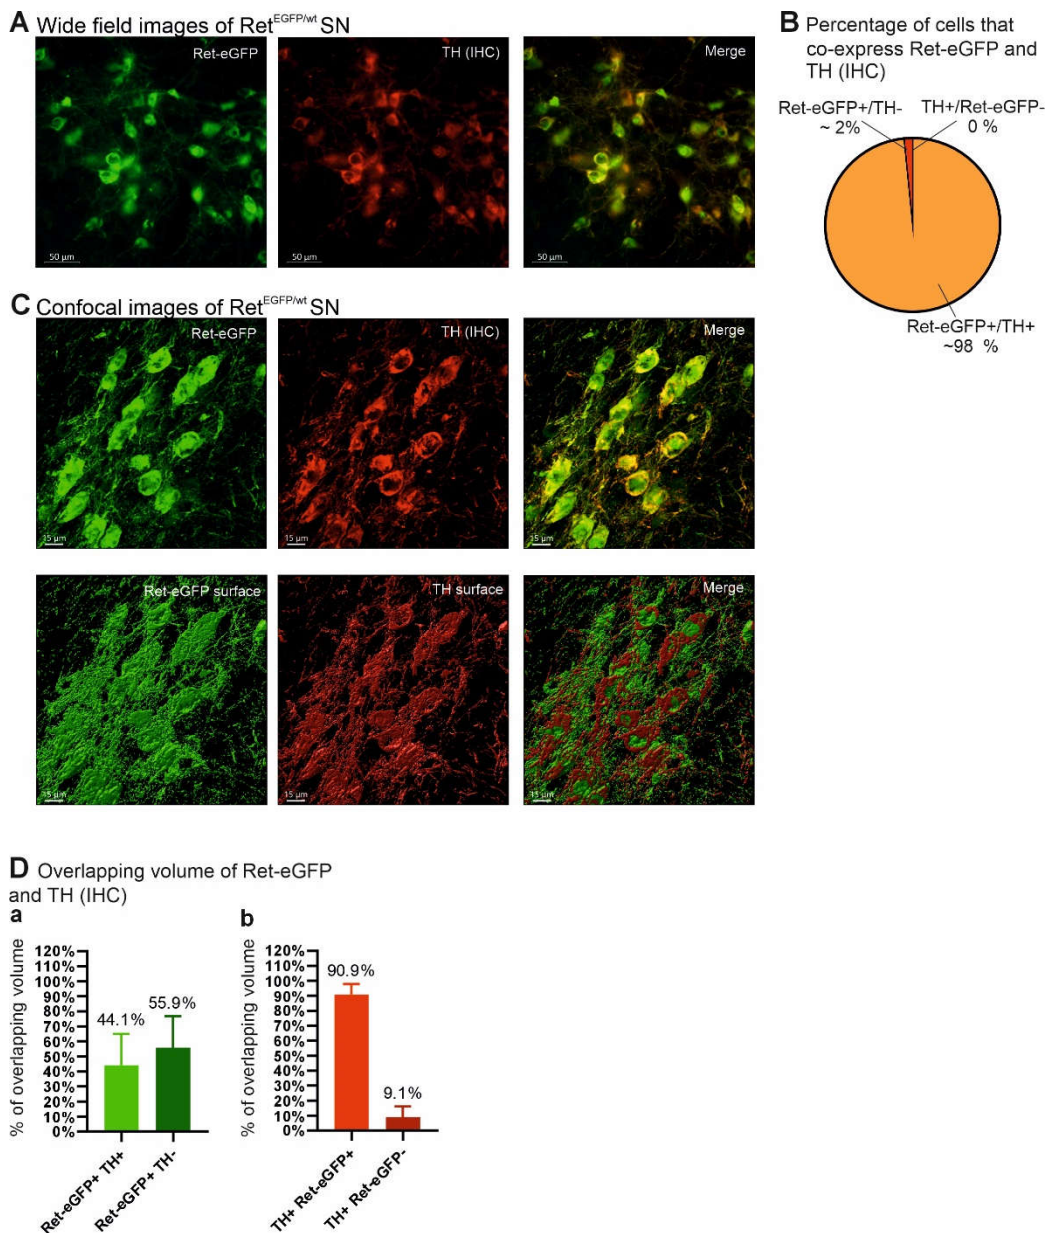 A Wide field images of Ret^EGFP/wt SN
Ret-eGFP
TH (IHC)
Merge
50 µm
50 µm
50 µm
B Percentage of cells that
co-express Ret-eGFP and
TH (IHC)
Ret-eGFP+/TH-
~ 2%
TH+/Ret-eGFP-
0 %
Ret-eGFP+/TH+
~98 %
C Confocal images of Ret^EGFP/wt SN
Ret-eGFP
TH (IHC)
Merge
15 µm
15 µm
15 µm
Ret-eGFP surface
TH surface
Merge
15 µm
15 µm
15 µm
D Overlapping volume of Ret-eGFP
and TH (IHC)
a
% of overlapping volume
120%
110%
100%
90%
80%
70%
60%
50%
40%
30%
20%
10%
0%
44.1%
55.9%
Ret-eGFP+ TH+
Ret-eGFP+ TH-
b
% of overlapping volume
120%
110%
100%
90%
80%
70%
60%
50%
40%
30%
20%
10%
0%
90.9%
9.1%
TH+ Ret-eGFP+
TH+ Ret-eGFP-